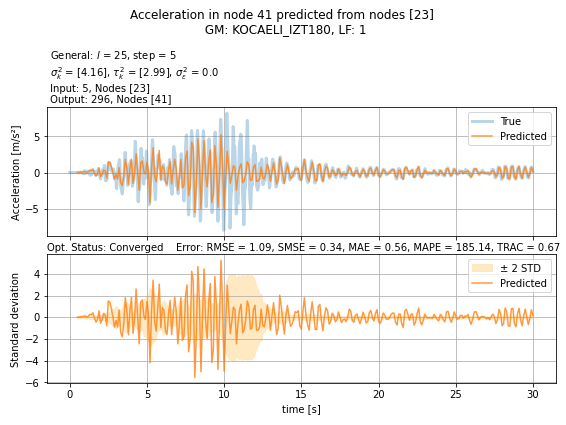 Acceleration in node 41 predicted from nodes [23]
GM: KOCAELI_IZT180, LF: 1
General: l = 25, step = 5
σ²ₖ = [4.16], τ²ₖ = [2.99], σ²ₑ = 0.0
Input: 5, Nodes [23]
Output: 296, Nodes [41]
Acceleration [m/s²]
5
0
−5
True
Predicted
Opt. Status: Converged Error: RMSE = 1.09, SMSE = 0.34, MAE = 0.56, MAPE = 185.14, TRAC = 0.67
Standard deviation
4
2
0
−2
−4
−6
± 2 STD
Predicted
0 5 10 15 20 25 30
time [s]